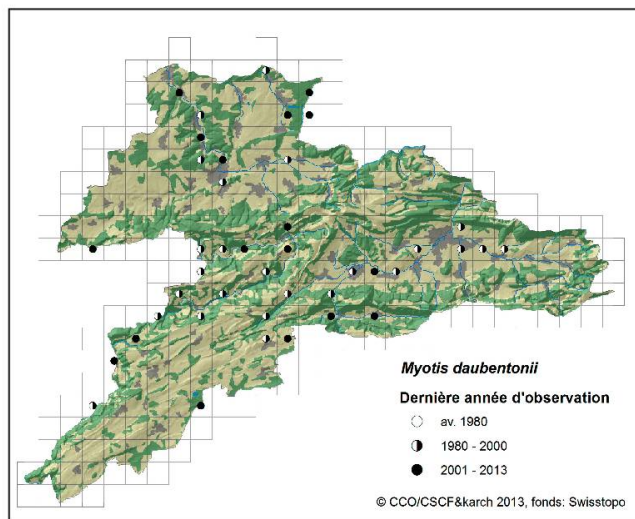 Myotis daubentonii
Dernière année d'observation
av. 1980
1980 - 2000
2001 - 2013
© CCO/CSCF&karch 2013, fonds: Swisstopo